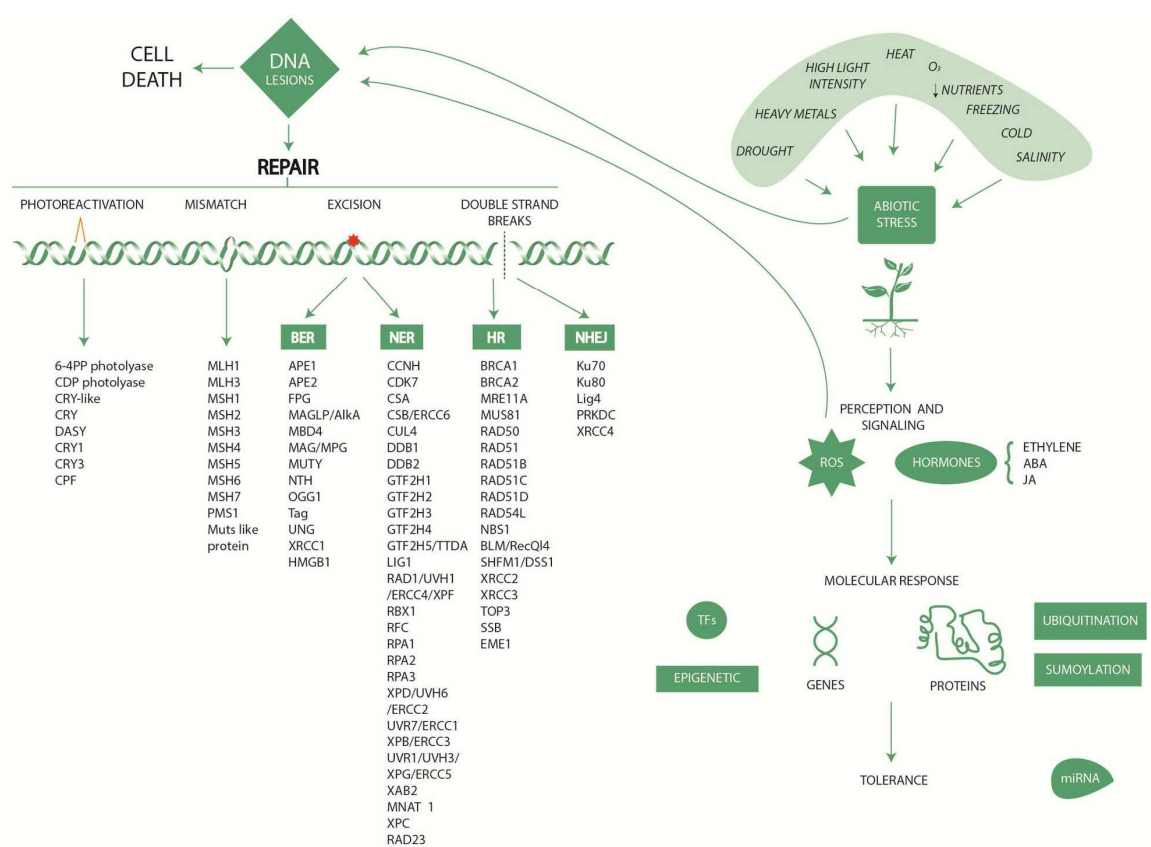 CELL
DEATH
DNA
LESIONS
REPAIR
PHOTOREACTIVATION
MISMATCH
EXCISION
DOUBLE STRAND
BREAKS
6-4PP photolyase
CDP photolyase
CRY-like
CRY
DASY
CRY1
CRY3
CPF
MLH1
MLH3
MSH1
MSH2
MSH3
MSH4
MSH5
MSH6
MSH7
PMS1
Muts like
protein
BER
APE1
APE2
FPG
MAGLP/AlkA
MBD4
MAG/MPG
MUTY
NTH
OGG1
Tag
UNG
XRCC1
HMGB1
NER
CCNH
CDK7
CSA
CSB/ERCC6
CUL4
DDB1
DDB2
GTF2H1
GTF2H2
GTF2H3
GTF2H4
GTF2H5/TTDA
LIG1
RAD1/UVH1
/ERCC4/XPF
RBX1
RFC
RPA1
RPA2
RPA3
XPD/UVH6
/ERCC2
UVR7/ERCC1
XPB/ERCC3
UVR1/UVH3/
XPG/ERCC5
XAB2
MNAT 1
XPC
RAD23
HR
BRCA1
BRCA2
MRE11A
MUS81
RAD50
RAD51
RAD51B
RAD51C
RAD51D
RAD54L
NBS1
BLM/RecQl4
SHFM1/DSS1
XRCC2
XRCC3
TOP3
SSB
EME1
NHEJ
Ku70
Ku80
Lig4
PRKDC
XRCC4
DROUGHT
HEAVY METALS
HIGH LIGHT
INTENSITY
HEAT
O₃
↓ NUTRIENTS
FREEZING
COLD
SALINITY
ABIOTIC
STRESS
PERCEPTION AND
SIGNALING
ROS
HORMONES
ETHYLENE
ABA
JA
MOLECULAR RESPONSE
TFs
EPIGENETIC
GENES
PROTEINS
UBIQUITINATION
SUMOYLATION
TOLERANCE
miRNA